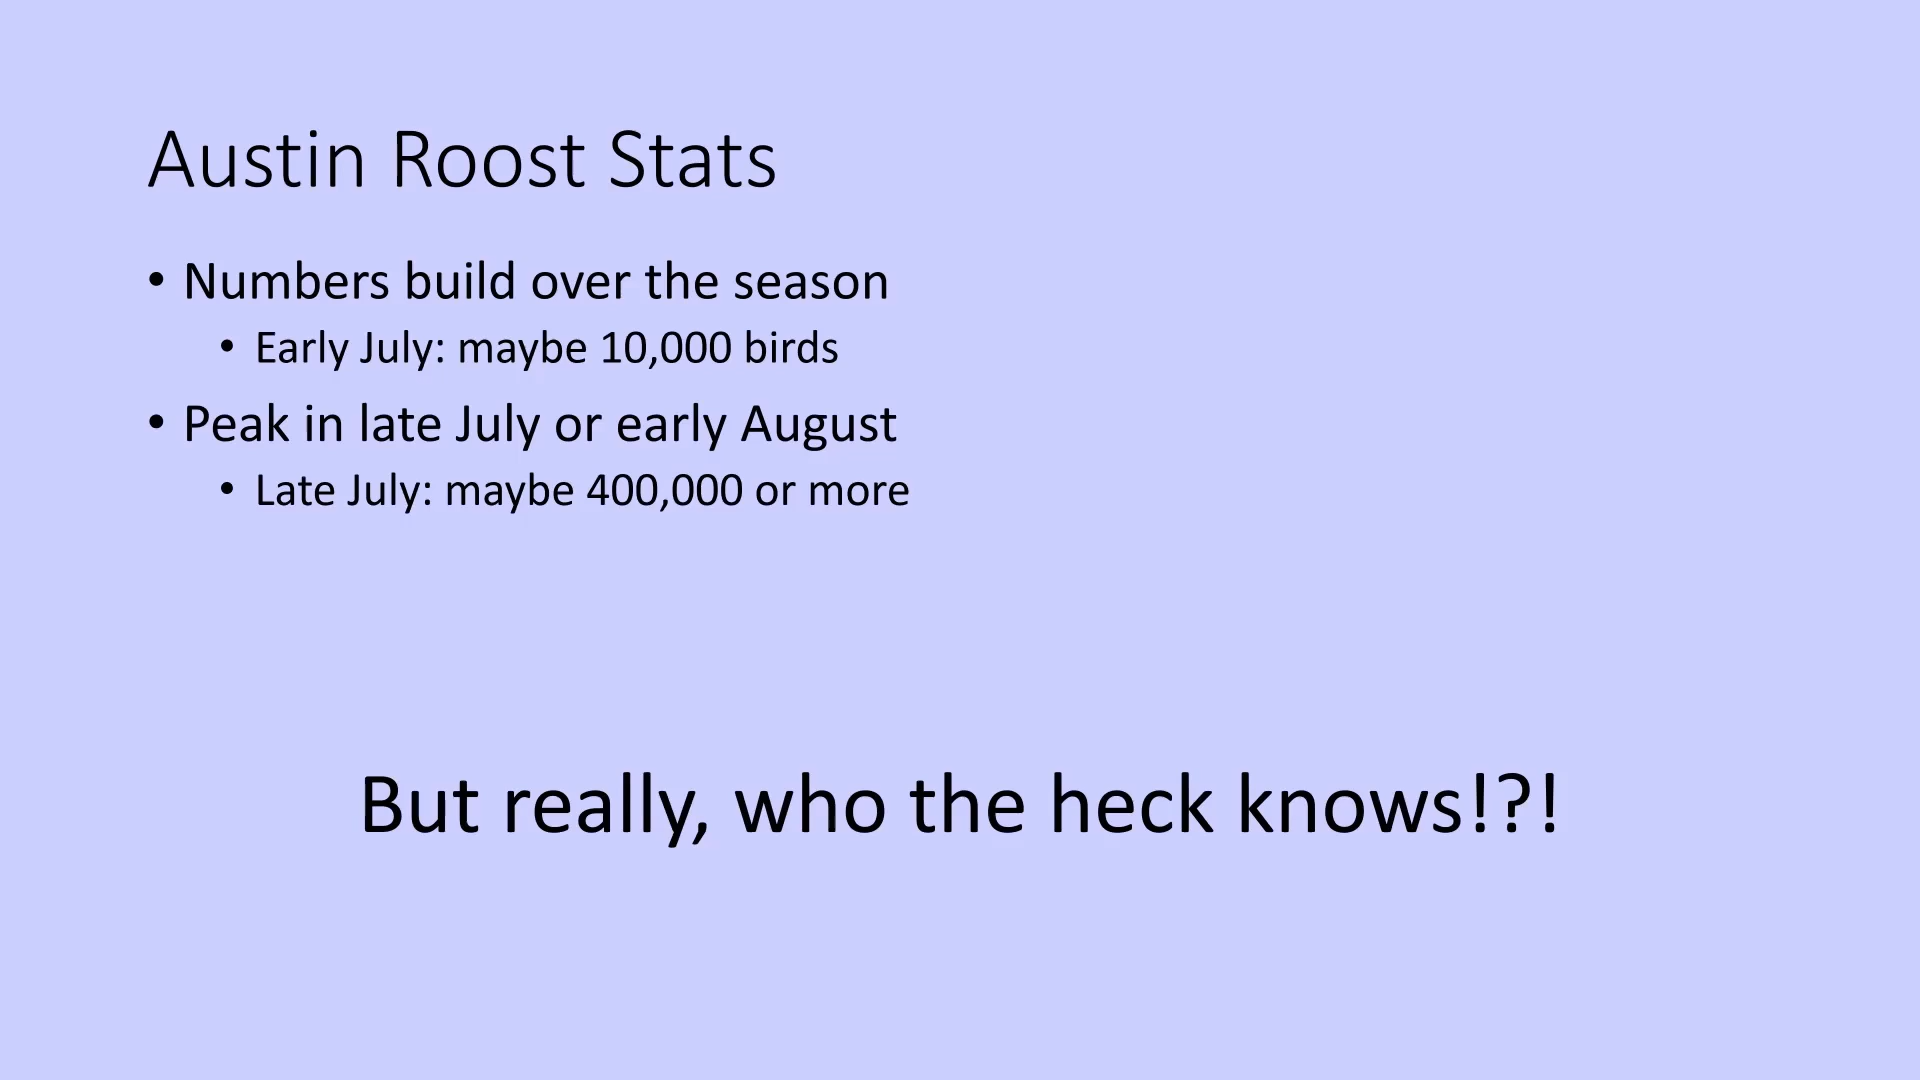 Austin Roost Stats
• Numbers build over the season
• Early July: maybe 10,000 birds
• Peak in late July or early August
• Late July: maybe 400,000 or more
But really, who the heck knows!?!